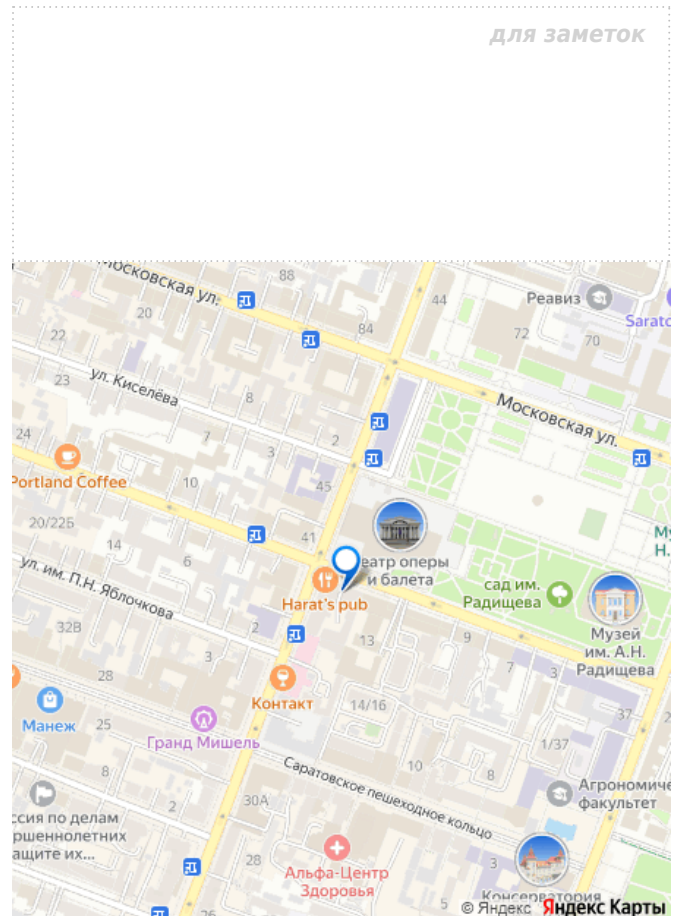 для заметок
Московская ул.
88
44
Реавиз
20
84
72
70
22
ул. Киселёва
23
8
Московская ул.
24
7
3
2
Portland Coffee
10
45
20/22Б
41
14
6
ул. им. П.Н. Яблочкова
и балета
Harat's pub
сад им.
Радищева
Н.
32В
2
13
9
Музей
им. А.Н.
Радищева
3
7
3
28
Контакт
14/16
Манеж
25
Гранд Мишель
37
2
1/37
8
Саратовское пешеходное кольцо
10
8
факультет
2
30А
по делам
28
Альфа-Центр
Здоровья
3
5
Консерватория
© Яндекс Яндекс Карты